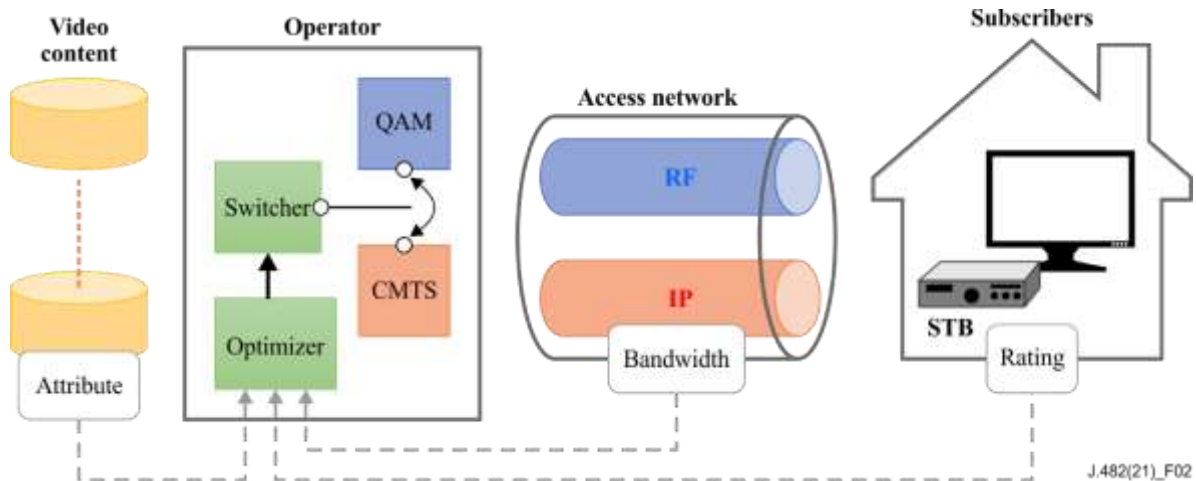 Video
content
Operator
Subscribers
Access network
QAM
RF
Switcher
CMTS
IP
Optimizer
STB
Attribute
Bandwidth
Rating
J.482(21)_F02